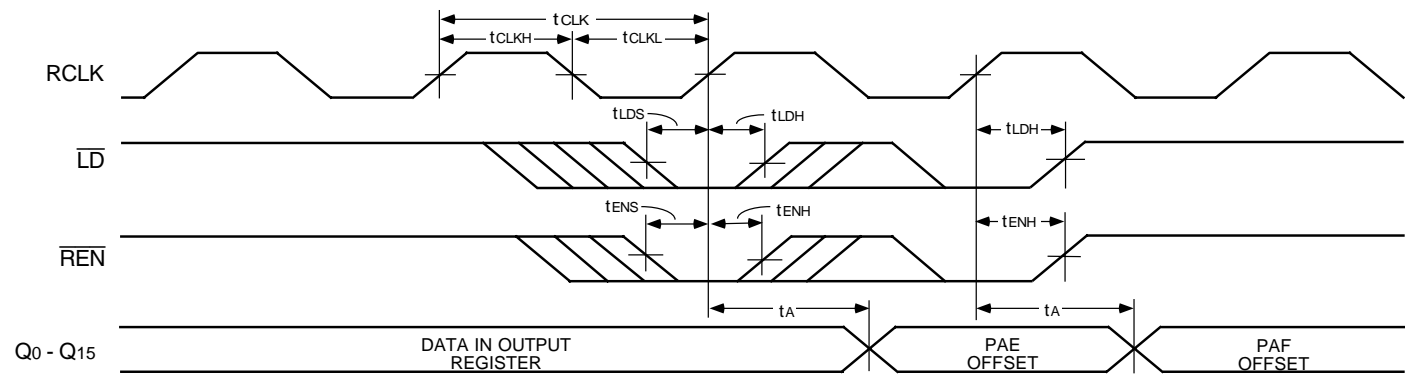 tCLK
tCLKH
tCLKL
RCLK
tLDS
tLDH
tLDH
LD
tENS
tENH
tENH
REN
tA
tA
Q0 - Q15
DATA IN OUTPUT
REGISTER
PAE
OFFSET
PAF
OFFSET